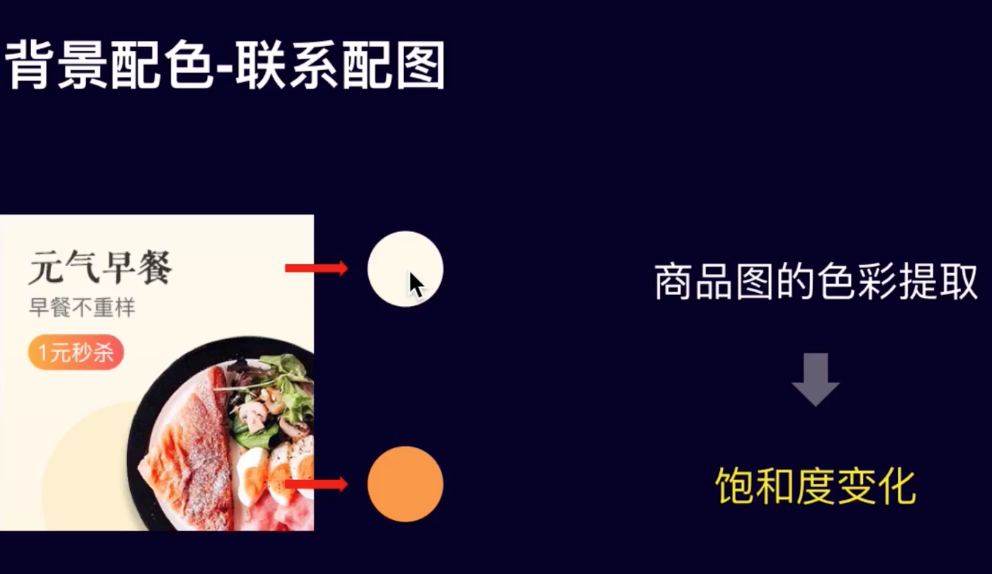 背景配色-联系配图
元气早餐
早餐不重样
1元秒杀
商品图的色彩提取
饱和度变化